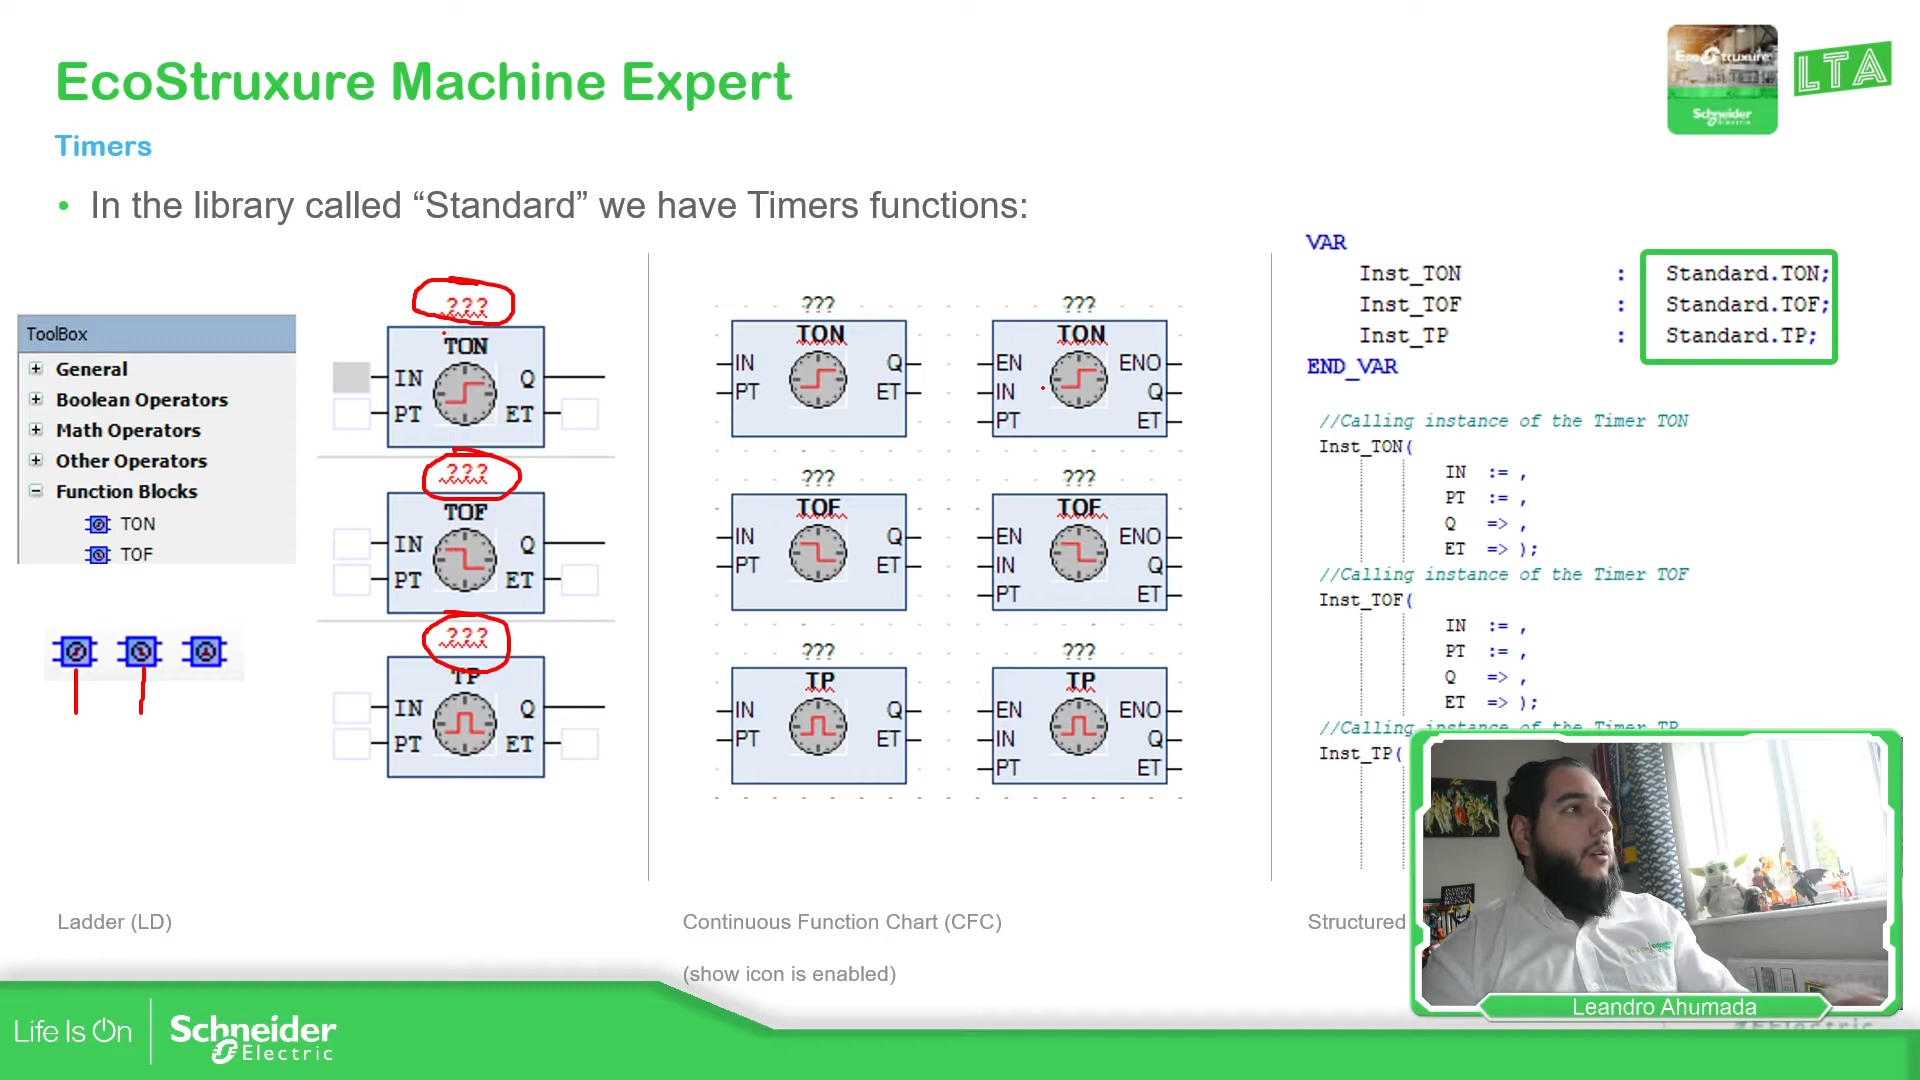 EcoStruxure Machine Expert
EcoStruxure
Schneider
Electric
LTA
Timers
• In the library called “Standard” we have Timers functions:
ToolBox
General
Boolean Operators
Math Operators
Other Operators
Function Blocks
TON
TOF
???
TON
IN Q
PT ET
???
TOF
IN Q
PT ET
???
TP
IN Q
PT ET
Ladder (LD)
???
TON
IN Q
PT ET
???
TON
EN ENO
IN Q
PT ET
???
TOF
IN Q
PT ET
???
TOF
EN ENO
IN Q
PT ET
???
TP
IN Q
PT ET
???
TP
EN ENO
IN Q
PT ET
Continuous Function Chart (CFC)
(show icon is enabled)
VAR
Inst_TON : Standard.TON;
Inst_TOF : Standard.TOF;
Inst_TP : Standard.TP;
END_VAR
//Calling instance of the Timer TON
Inst_TON(
IN := ,
PT := ,
Q => ,
ET => );
//Calling instance of the Timer TOF
Inst_TOF(
IN := ,
PT := ,
Q => ,
ET => );
//Calling instance of the Timer TP
Inst_TP(
Structured
Leandro Ahumada
Life Is On
Schneider
Electric